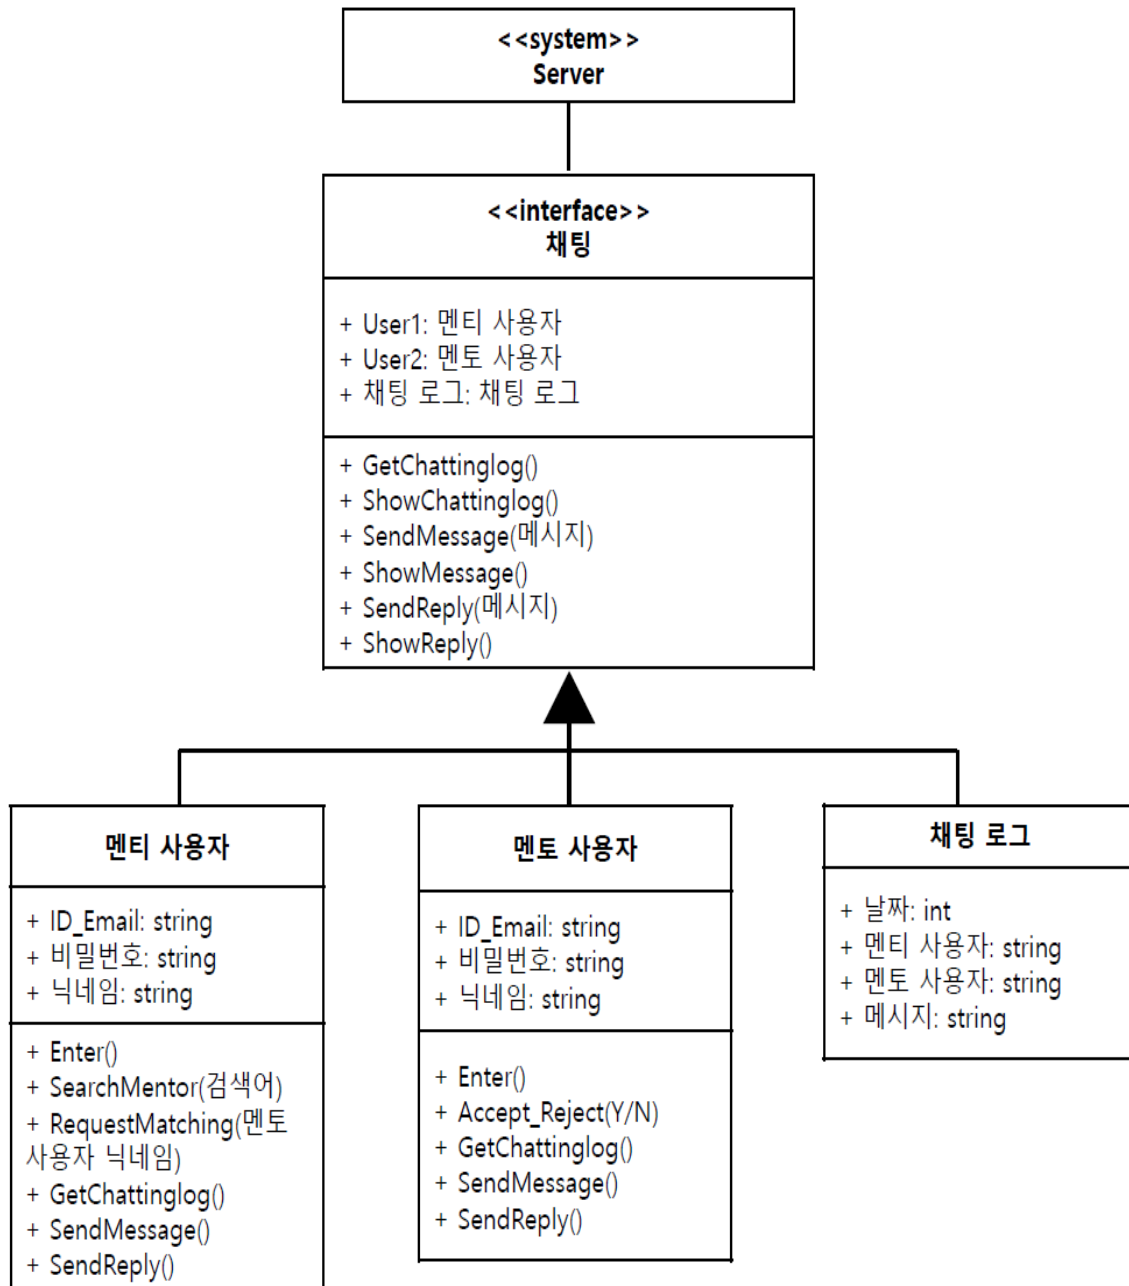 <<system>>
Server
<<interface>>
채팅
+ User1: 멘티 사용자
+ User2: 멘토 사용자
+ 채팅 로그: 채팅 로그
+ GetChattinglog()
+ ShowChattinglog()
+ SendMessage(메시지)
+ ShowMessage()
+ SendReply(메시지)
+ ShowReply()
멘티 사용자
+ ID_Email: string
+ 비밀번호: string
+ 닉네임: string
+ Enter()
+ SearchMentor(검색어)
+ RequestMatching(멘토
사용자 닉네임)
+ GetChattinglog()
+ SendMessage()
+ SendReply()
멘토 사용자
+ ID_Email: string
+ 비밀번호: string
+ 닉네임: string
+ Enter()
+ Accept_Reject(Y/N)
+ GetChattinglog()
+ SendMessage()
+ SendReply()
채팅 로그
+ 날짜: int
+ 멘티 사용자: string
+ 멘토 사용자: string
+ 메시지: string